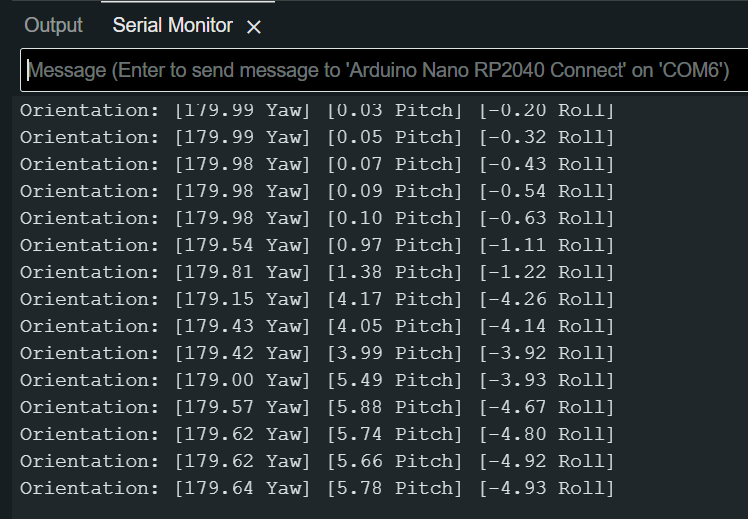 Output Serial Monitor ×
Message (Enter to send message to 'Arduino Nano RP2040 Connect' on 'COM6')
Orientation: [179.99 Yaw] [0.03 Pitch] [-0.20 Roll]
Orientation: [179.99 Yaw] [0.05 Pitch] [-0.32 Roll]
Orientation: [179.98 Yaw] [0.07 Pitch] [-0.43 Roll]
Orientation: [179.98 Yaw] [0.09 Pitch] [-0.54 Roll]
Orientation: [179.98 Yaw] [0.10 Pitch] [-0.63 Roll]
Orientation: [179.54 Yaw] [0.97 Pitch] [-1.11 Roll]
Orientation: [179.81 Yaw] [1.38 Pitch] [-1.22 Roll]
Orientation: [179.15 Yaw] [4.17 Pitch] [-4.26 Roll]
Orientation: [179.43 Yaw] [4.05 Pitch] [-4.14 Roll]
Orientation: [179.42 Yaw] [3.99 Pitch] [-3.92 Roll]
Orientation: [179.00 Yaw] [5.49 Pitch] [-3.93 Roll]
Orientation: [179.57 Yaw] [5.88 Pitch] [-4.67 Roll]
Orientation: [179.62 Yaw] [5.74 Pitch] [-4.80 Roll]
Orientation: [179.62 Yaw] [5.66 Pitch] [-4.92 Roll]
Orientation: [179.64 Yaw] [5.78 Pitch] [-4.93 Roll]